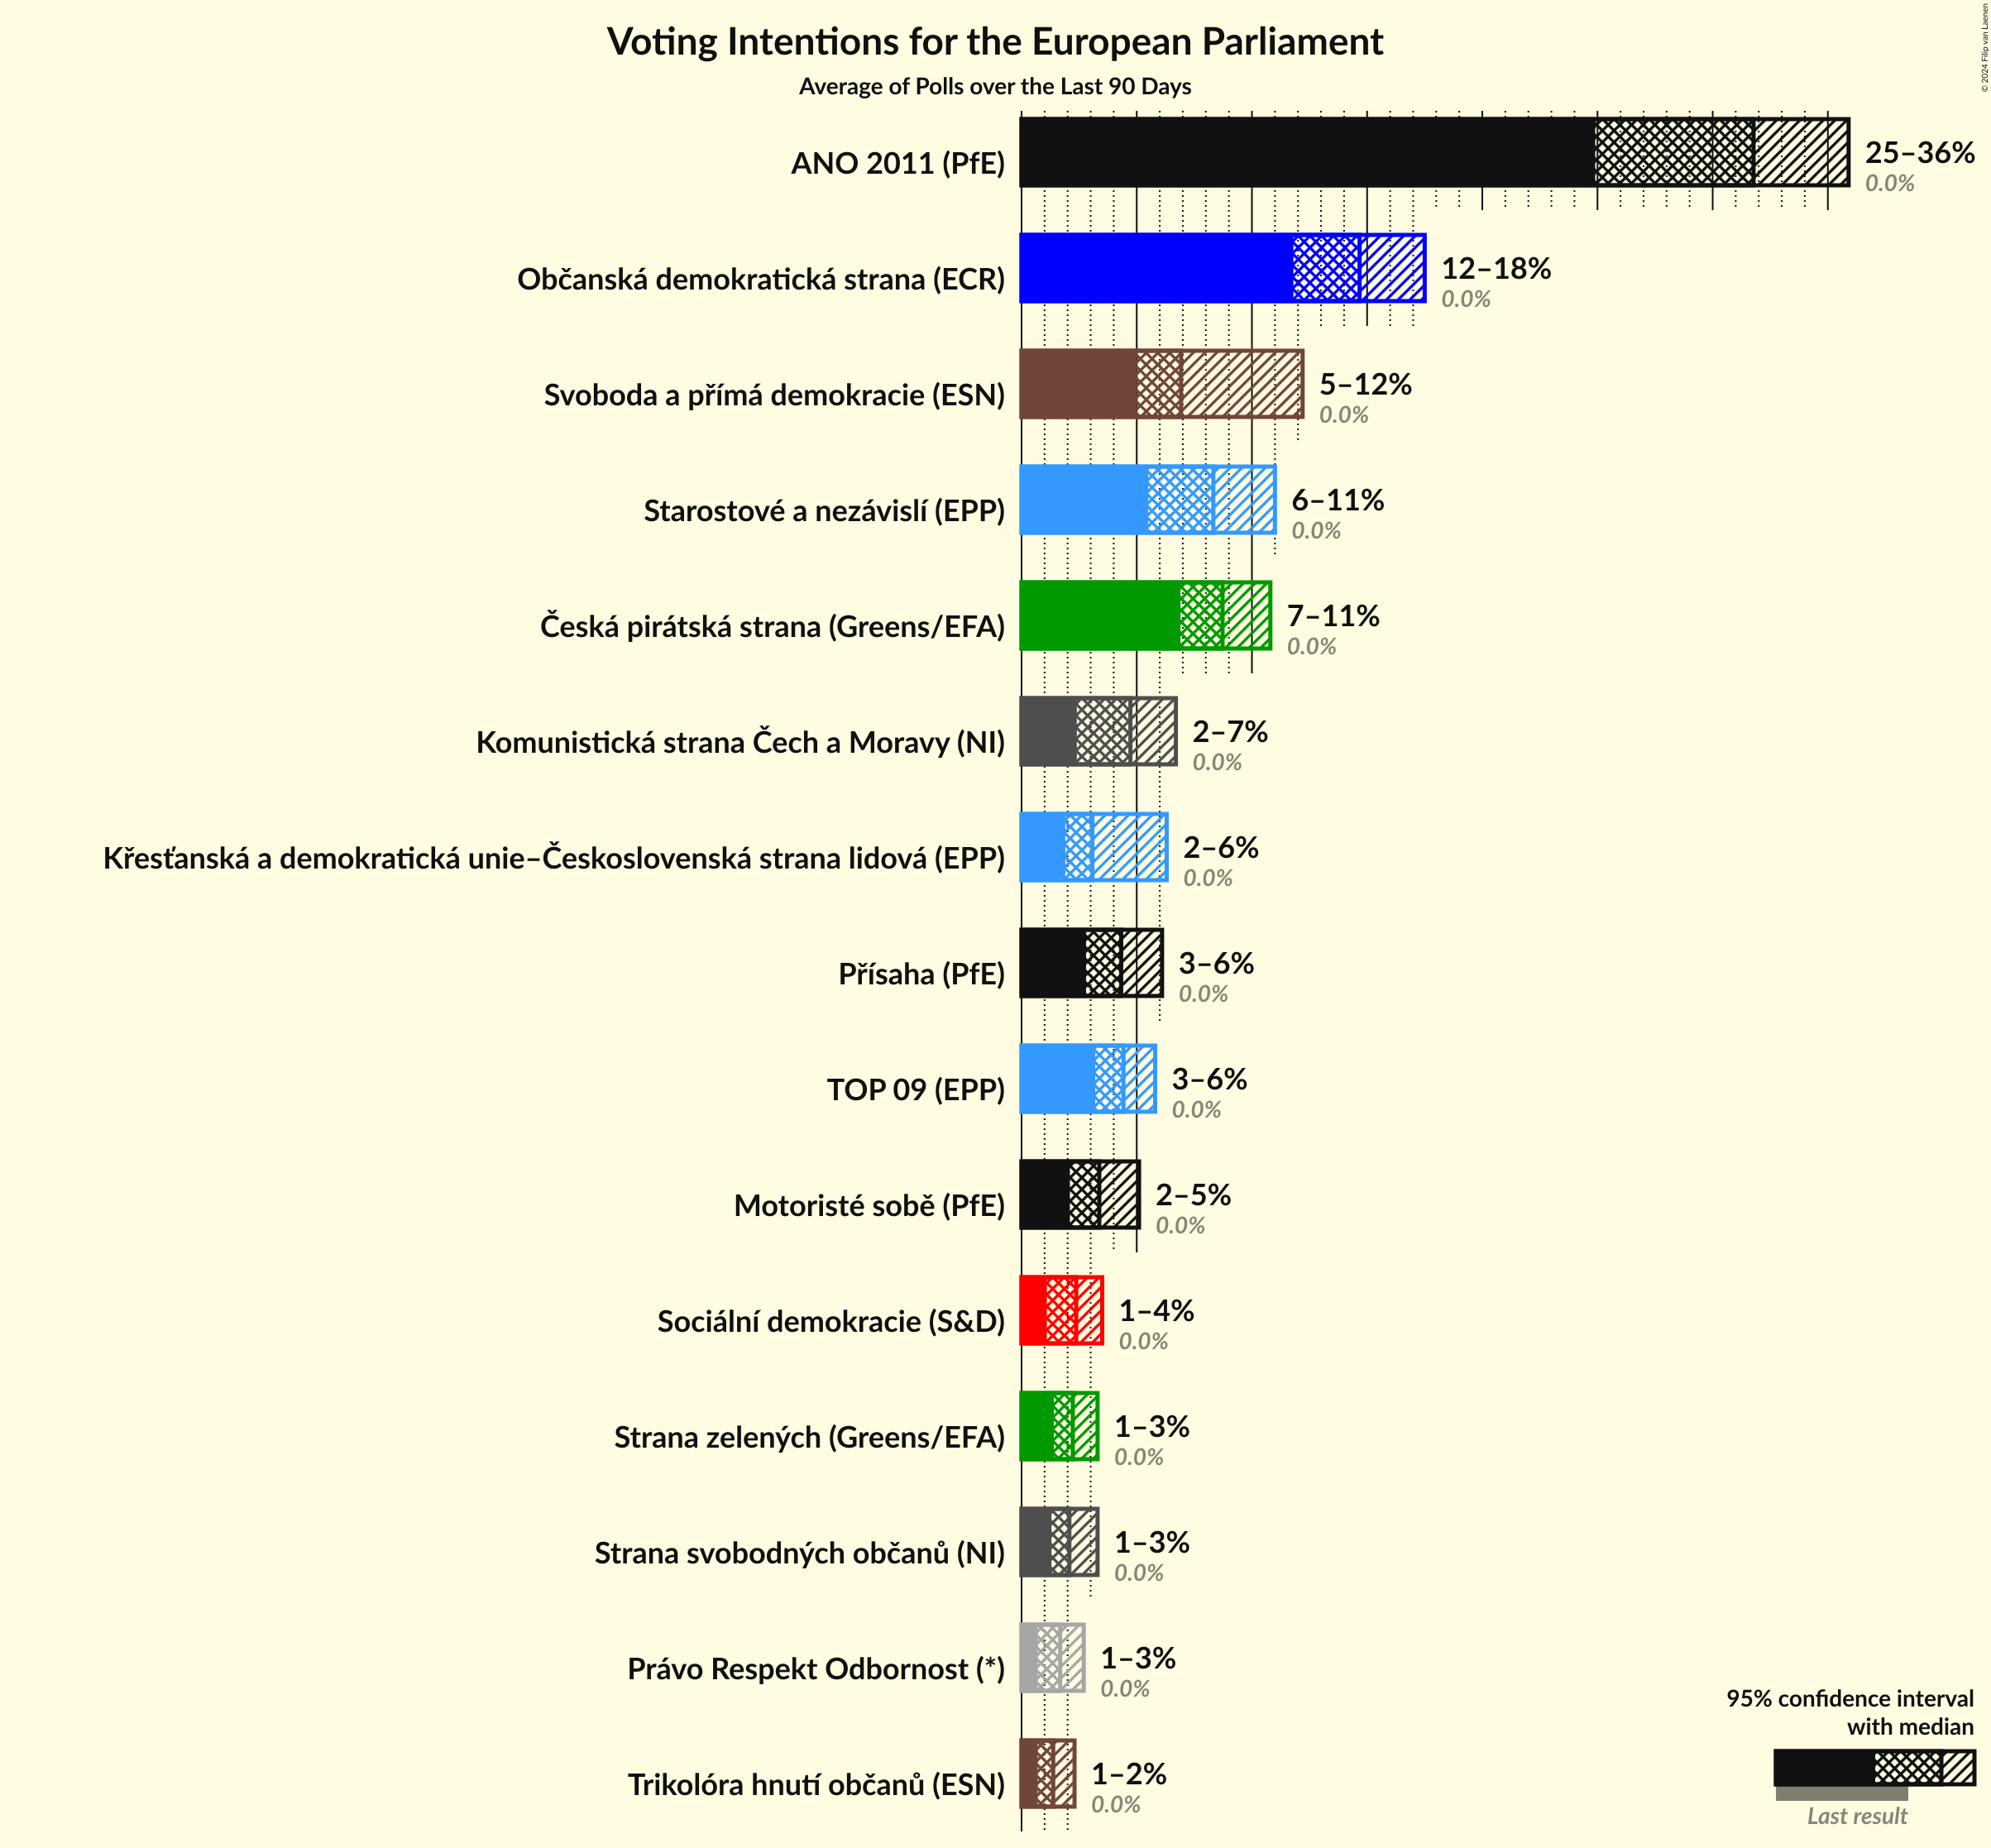 Voting Intentions for the European Parliament
Average of Polls over the Last 90 Days
© 2024 Filip van Laenen
ANO 2011 (PfE)
25–36%
0.0%
Občanská demokratická strana (ECR)
12–18%
0.0%
Svoboda a přímá demokracie (ESN)
5–12%
0.0%
Starostové a nezávislí (EPP)
6–11%
0.0%
Česká pirátská strana (Greens/EFA)
7–11%
0.0%
Komunistická strana Čech a Moravy (NI)
2–7%
0.0%
Křesťanská a demokratická unie–Československá strana lidová (EPP)
2–6%
0.0%
Přísaha (PfE)
3–6%
0.0%
TOP 09 (EPP)
3–6%
0.0%
Motoristé sobě (PfE)
2–5%
0.0%
Sociální demokracie (S&D)
1–4%
0.0%
Strana zelených (Greens/EFA)
1–3%
0.0%
Strana svobodných občanů (NI)
1–3%
0.0%
Právo Respekt Odbornost (*)
1–3%
0.0%
Trikolóra hnutí občanů (ESN)
1–2%
0.0%
95% confidence interval
with median
Last result